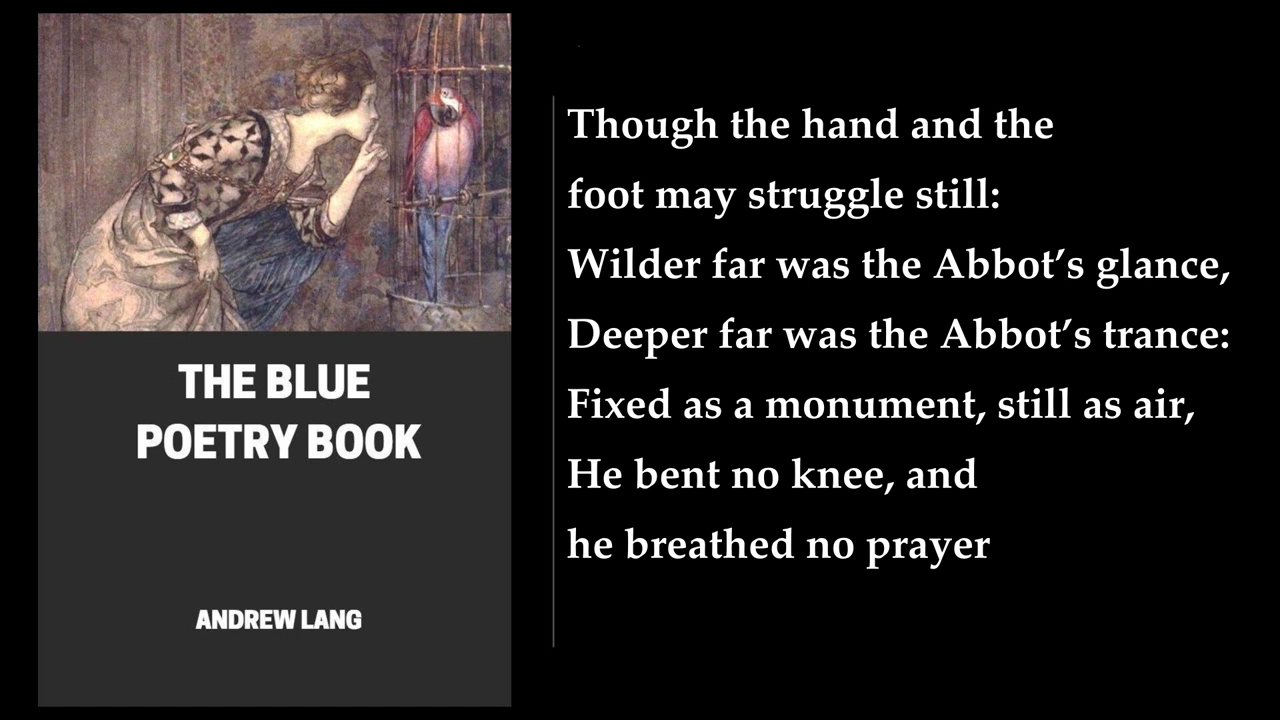 THE BLUE
POETRY BOOK
ANDREW LANG
Though the hand and the
foot may struggle still:
Wilder far was the Abbot’s glance,
Deeper far was the Abbot’s trance:
Fixed as a monument, still as air,
He bent no knee, and
he breathed no prayer